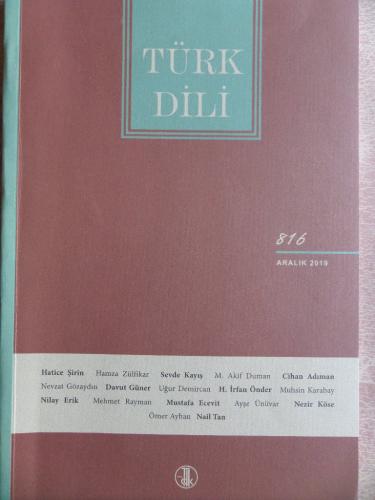 TÜRK
DİLİ
816
ARALIK 2019
Hatice Şirin Hamza Zülfikar Sevde Kayış M. Akif Duman Cihan Adıman
Nevzat Gözaydın Davut Güner Uğur Demircan H. İrfan Önder Muhsin Karabay
Nilay Erik Mehmet Rayman Mustafa Ecevit Ayşe Ünüvar Nezir Köse
Ömer Ayhan Nail Tan